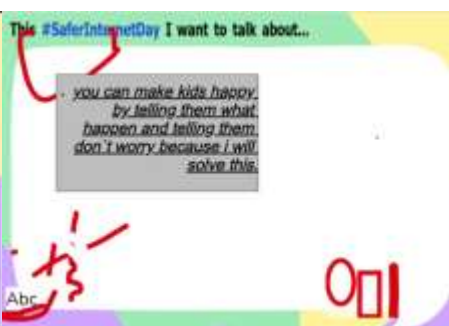 This #SaferInternetDay I want to talk about...
. you can make kids happy
by telling them what
happen and telling them
don't worry because i will
solve this.
Abc